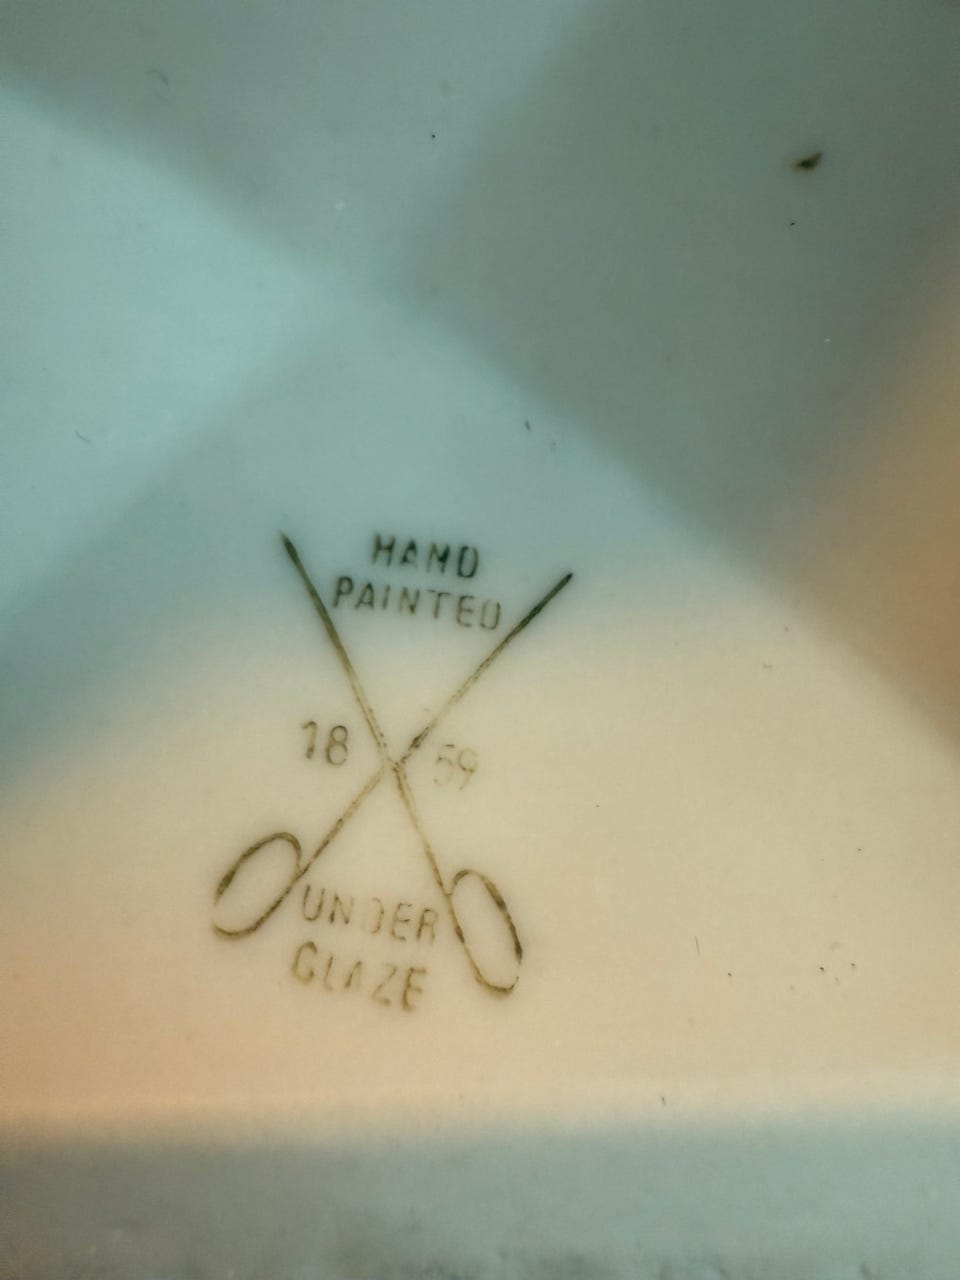 HAND
PAINTED
18 59
UNDER
GLAZE